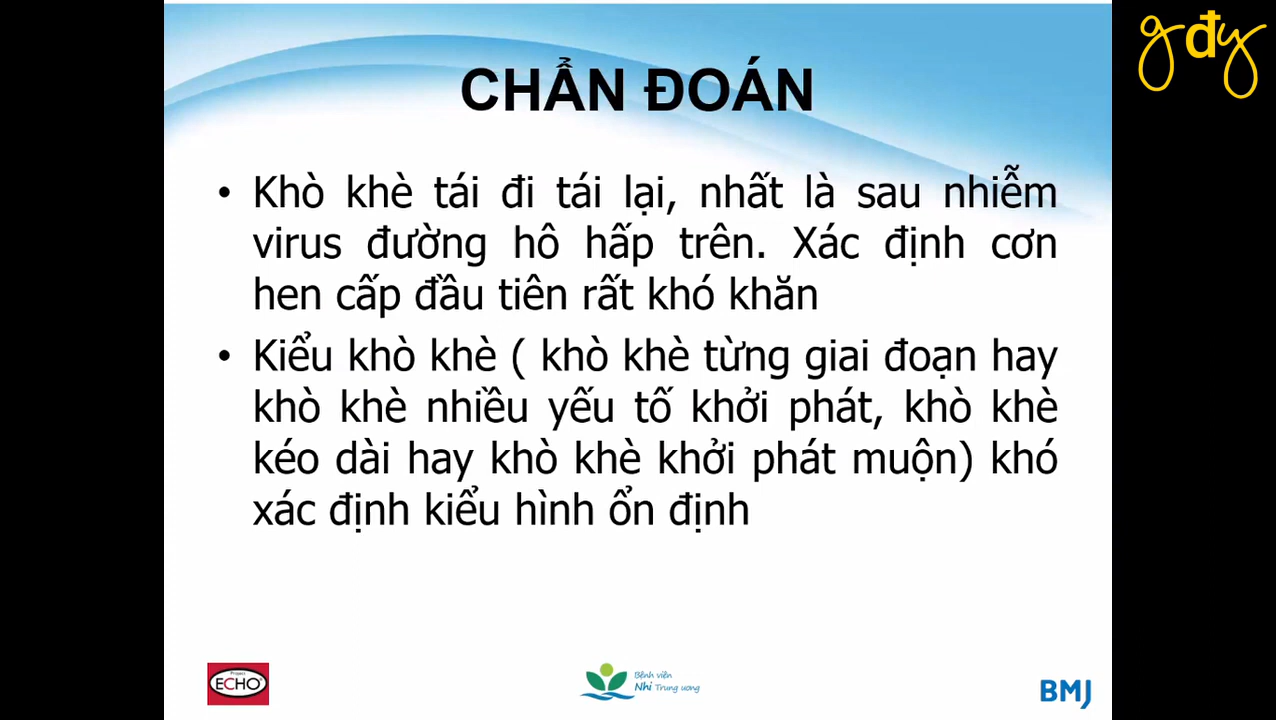 gđy
CHẨN ĐOÁN
• Khò khè tái đi tái lại, nhất là sau nhiễm
virus đường hô hấp trên. Xác định cơn
hen cấp đầu tiên rất khó khăn
• Kiểu khò khè ( khò khè từng giai đoạn hay
khò khè nhiều yếu tố khởi phát, khò khè
kéo dài hay khò khè khởi phát muộn) khó
xác định kiểu hình ổn định
Project
ECHO
Bệnh viện
Nhi Trung ương
BMJ